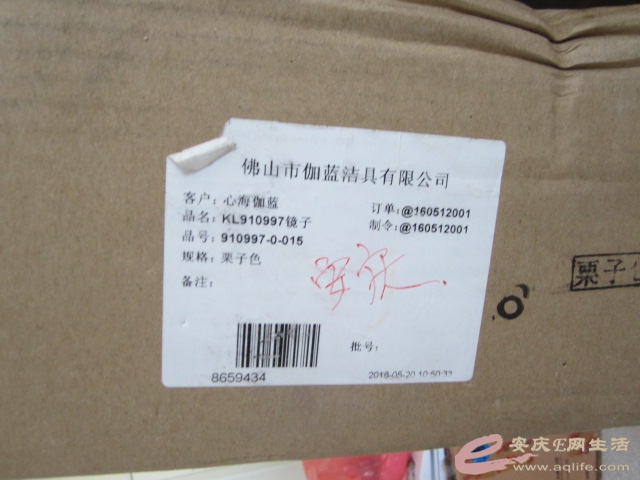 佛山市伽蓝洁具有限公司
客户：心海伽蓝 订单：@160512001
品名：KL910997镜子 制令：@160512001
品号：910997-0-015
规格：栗子色
备注：
批号：
8659434 2016-05-20 10:50:33
栗子
安庆E网生活
www.aqlife.com